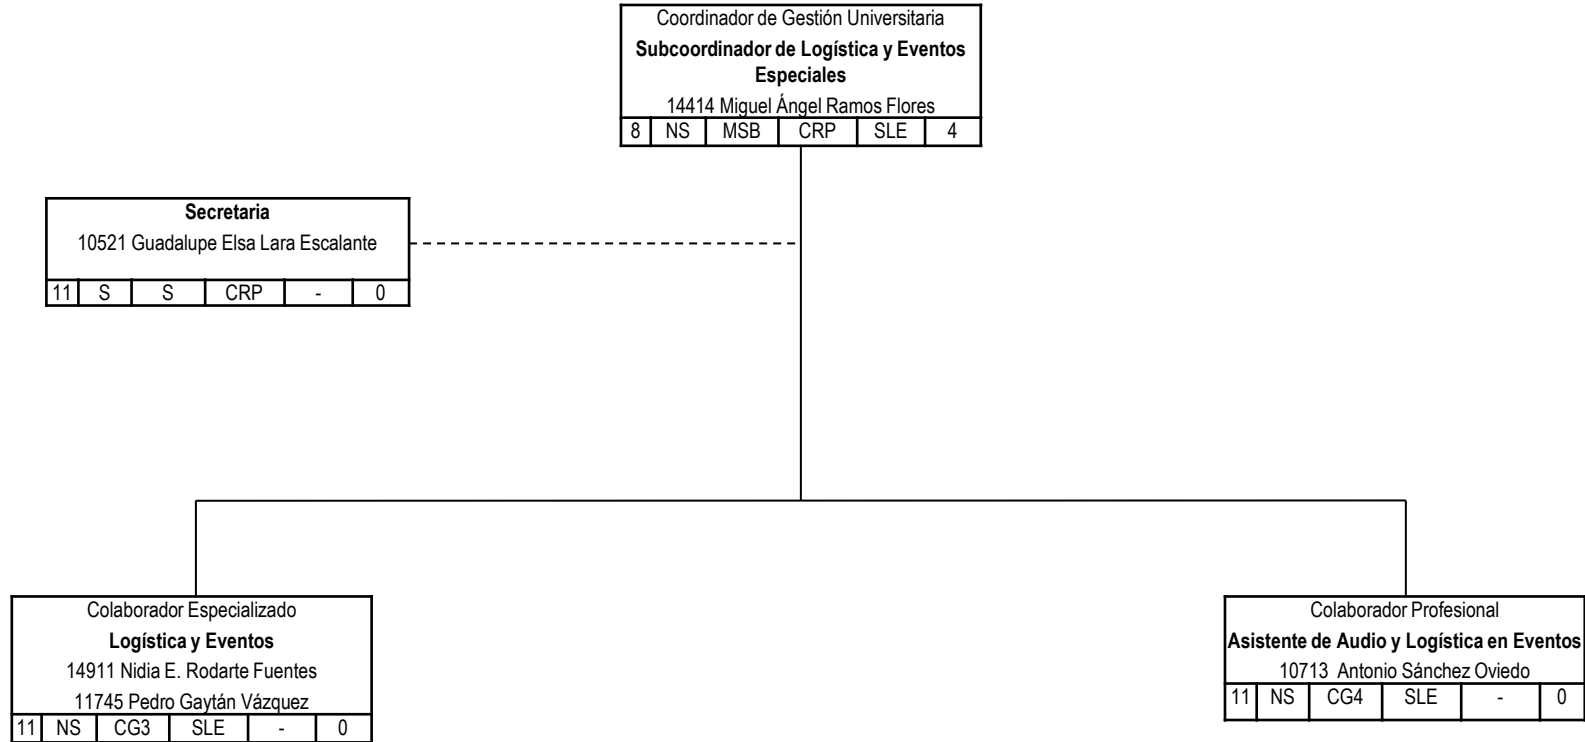 Coordinador de Gestión Universitaria
Subcoordinador de Logística y Eventos
Especiales
14414 Miguel Ángel Ramos Flores
8 NS MSB CRP SLE 4
Secretaria
10521 Guadalupe Elsa Lara Escalante
11 S S CRP - 0
Colaborador Especializado
Logística y Eventos
14911 Nidia E. Rodarte Fuentes
11745 Pedro Gaytán Vázquez
11 NS CG3 SLE - 0
Colaborador Profesional
Asistente de Audio y Logística en Eventos
10713 Antonio Sánchez Oviedo
11 NS CG4 SLE - 0